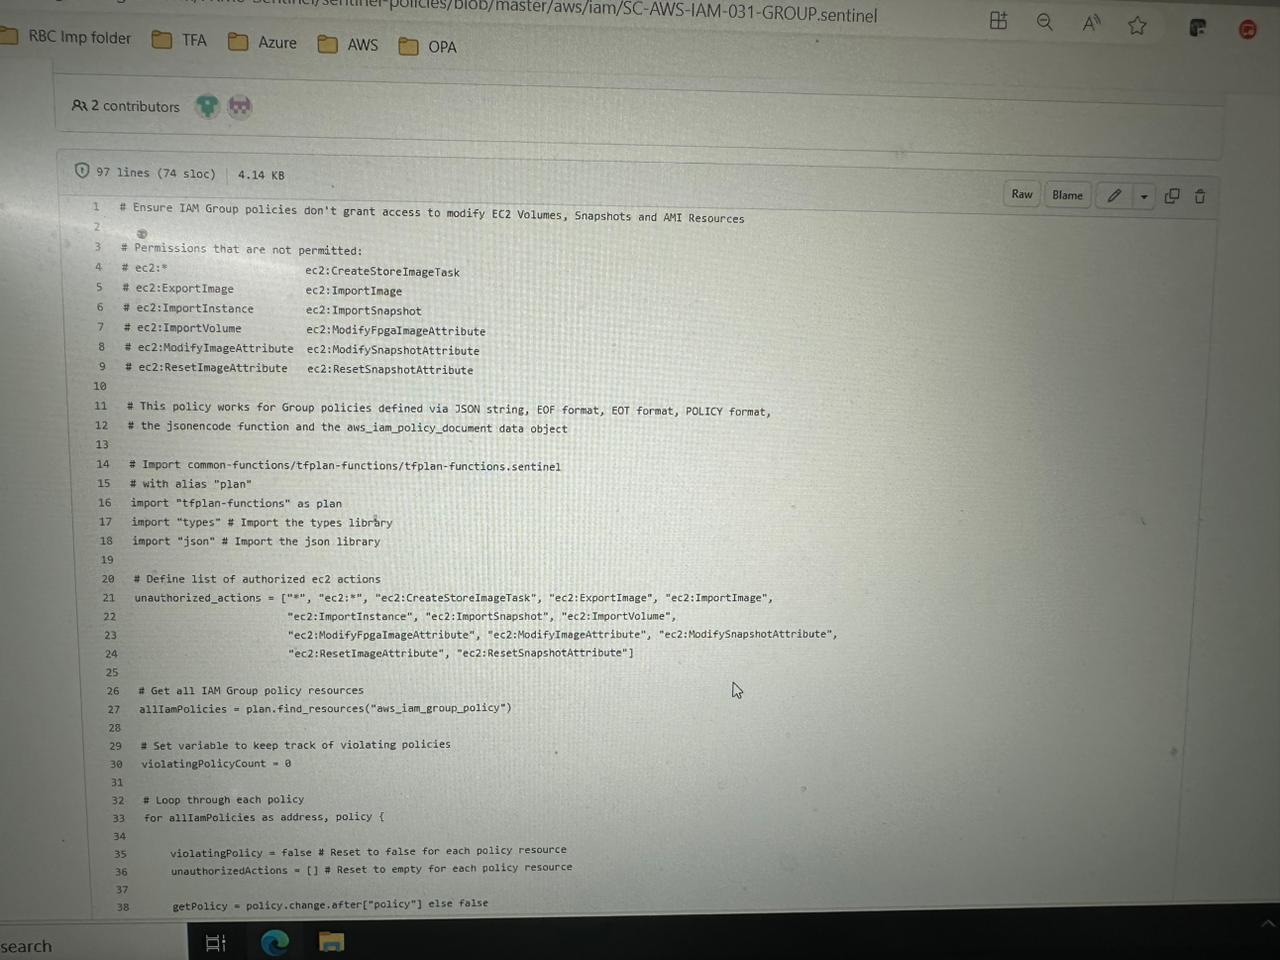 sentinel-policies/blob/master/aws/iam/SC-AWS-IAM-031-GROUP.sentinel
RBC Imp folder TFA Azure AWS OPA
2 contributors
97 lines (74 sloc) 4.14 KB
Raw Blame
1 # Ensure IAM Group policies don't grant access to modify EC2 Volumes, Snapshots and AMI Resources
2
3 # Permissions that are not permitted:
4 # ec2:* ec2:CreateStoreImageTask
5 # ec2:ExportImage ec2:ImportImage
6 # ec2:ImportInstance ec2:ImportSnapshot
7 # ec2:ImportVolume ec2:ModifyFpgaImageAttribute
8 # ec2:ModifyImageAttribute ec2:ModifySnapshotAttribute
9 # ec2:ResetImageAttribute ec2:ResetSnapshotAttribute
10
11 # This policy works for Group policies defined via JSON string, EOF format, EOT format, POLICY format,
12 # the jsonencode function and the aws_iam_policy_document data object
13
14 # Import common-functions/tfplan-functions/tfplan-functions.sentinel
15 # with alias "plan"
16 import "tfplan-functions" as plan
17 import "types" # Import the types library
18 import "json" # Import the json library
19
20 # Define list of authorized ec2 actions
21 unauthorized_actions = ["*", "ec2:*", "ec2:CreateStoreImageTask", "ec2:ExportImage", "ec2:ImportImage",
22 "ec2:ImportInstance", "ec2:ImportSnapshot", "ec2:ImportVolume",
23 "ec2:ModifyFpgaImageAttribute", "ec2:ModifyImageAttribute", "ec2:ModifySnapshotAttribute",
24 "ec2:ResetImageAttribute", "ec2:ResetSnapshotAttribute"]
25
26 # Get all IAM Group policy resources
27 allIamPolicies = plan.find_resources("aws_iam_group_policy")
28
29 # Set variable to keep track of violating policies
30 violatingPolicyCount = 0
31
32 # Loop through each policy
33 for allIamPolicies as address, policy {
34
35 violatingPolicy = false # Reset to false for each policy resource
36 unauthorizedActions = [] # Reset to empty for each policy resource
37
38 getPolicy = policy.change.after["policy"] else false
search